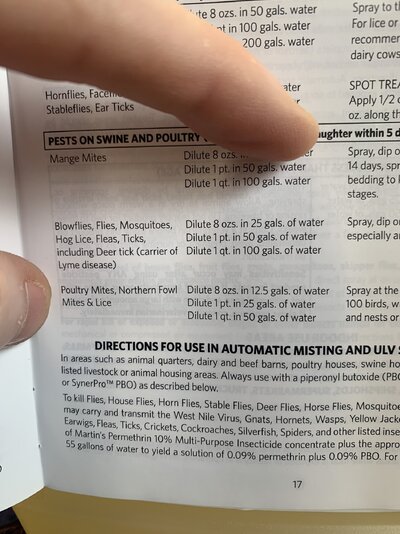 Dilute 8 ozs. in 50 gals. water
Spray to t
pt in 100 gals. water
For lice or
200 gals. water
recommen
dairy cows
ater
SPOT TREA
Hornflies, Facefl
Apply 1/2 o
Stableflies, Ear Ticks
oz. along th
PESTS ON SWINE AND POULTRY
aughter within 5 d
Mange Mites
Dilute 8 ozs. in
er
Spray, dip o
Dilute 1 pt. in 50 gals. water
14 days, spr
Dilute 1 qt. in 100 gals. water
bedding to
stages.
Blowflies, Flies, Mosquitoes,
Dilute 8 ozs. in 25 gals. of water
Spray, dip o
Hog Lice, Fleas, Ticks,
Dilute 1 pt. in 50 gals. of water
especially a
including Deer tick (carrier of
Dilute 1 qt. in 100 gals. of water
Lyme disease)
Poultry Mites, Northern Fowl
Dilute 8 ozs. in 12.5 gals. of water
Spray at the
Mites & Lice
Dilute 1 pt. in 25 gals. of water
100 birds, w
Dilute 1 qt. in 50 gals. of water
and nests or
DIRECTIONS FOR USE IN AUTOMATIC MISTING AND ULV S
In areas such as animal quarters, dairy and beef barns, poultry houses, swine ho
listed livestock or animal housing areas. Always use with a piperonyl butoxide (PBO
or SynerPro™ PBO) as described below.
To kill Flies, House Flies, Horn Flies, Stable Flies, Deer Flies, Horse Flies, Mosquitoe
may carry and transmit the West Nile Virus, Gnats, Hornets, Wasps, Yellow Jacke
Earwigs, Fleas, Ticks, Crickets, Cockroaches, Silverfish, Spiders, and other listed inse
of Martin's Permethrin 10% Multi-Purpose Insecticide concentrate plus the approp
55 gallons of water to yield a solution of 0.09% permethrin plus 0.09% PBO. For
17